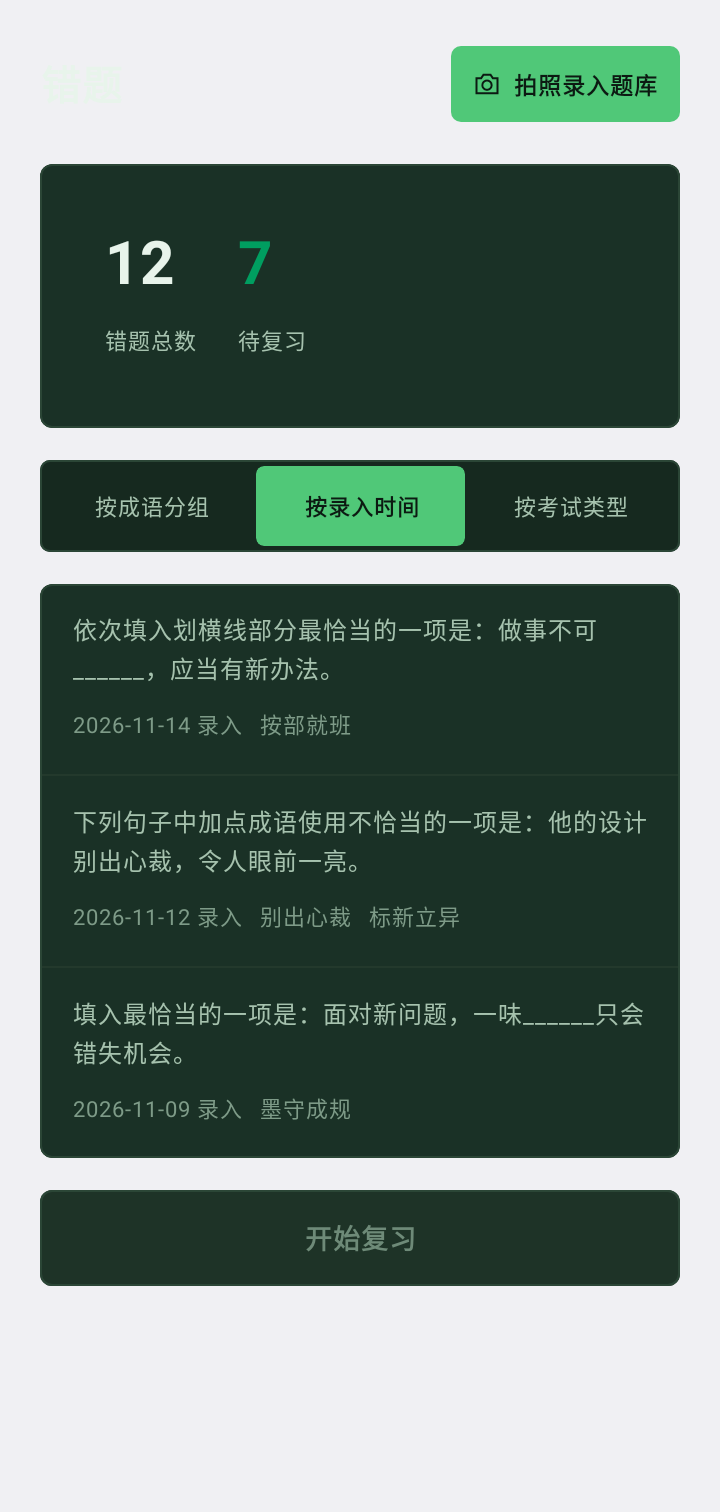 拍照录入题库
12
7
错题总数
待复习
按成语分组
按录入时间
按考试类型
依次填入划横线部分最恰当的一项是：做事不可
______，应当有新办法。
2026-11-14 录入 按部就班
下列句子中加点成语使用不恰当的一项是：他的设计
别出心裁，令人眼前一亮。
2026-11-12 录入 别出心裁 标新立异
填入最恰当的一项是：面对新问题，一味______只会
错失机会。
2026-11-09 录入 墨守成规
开始复习